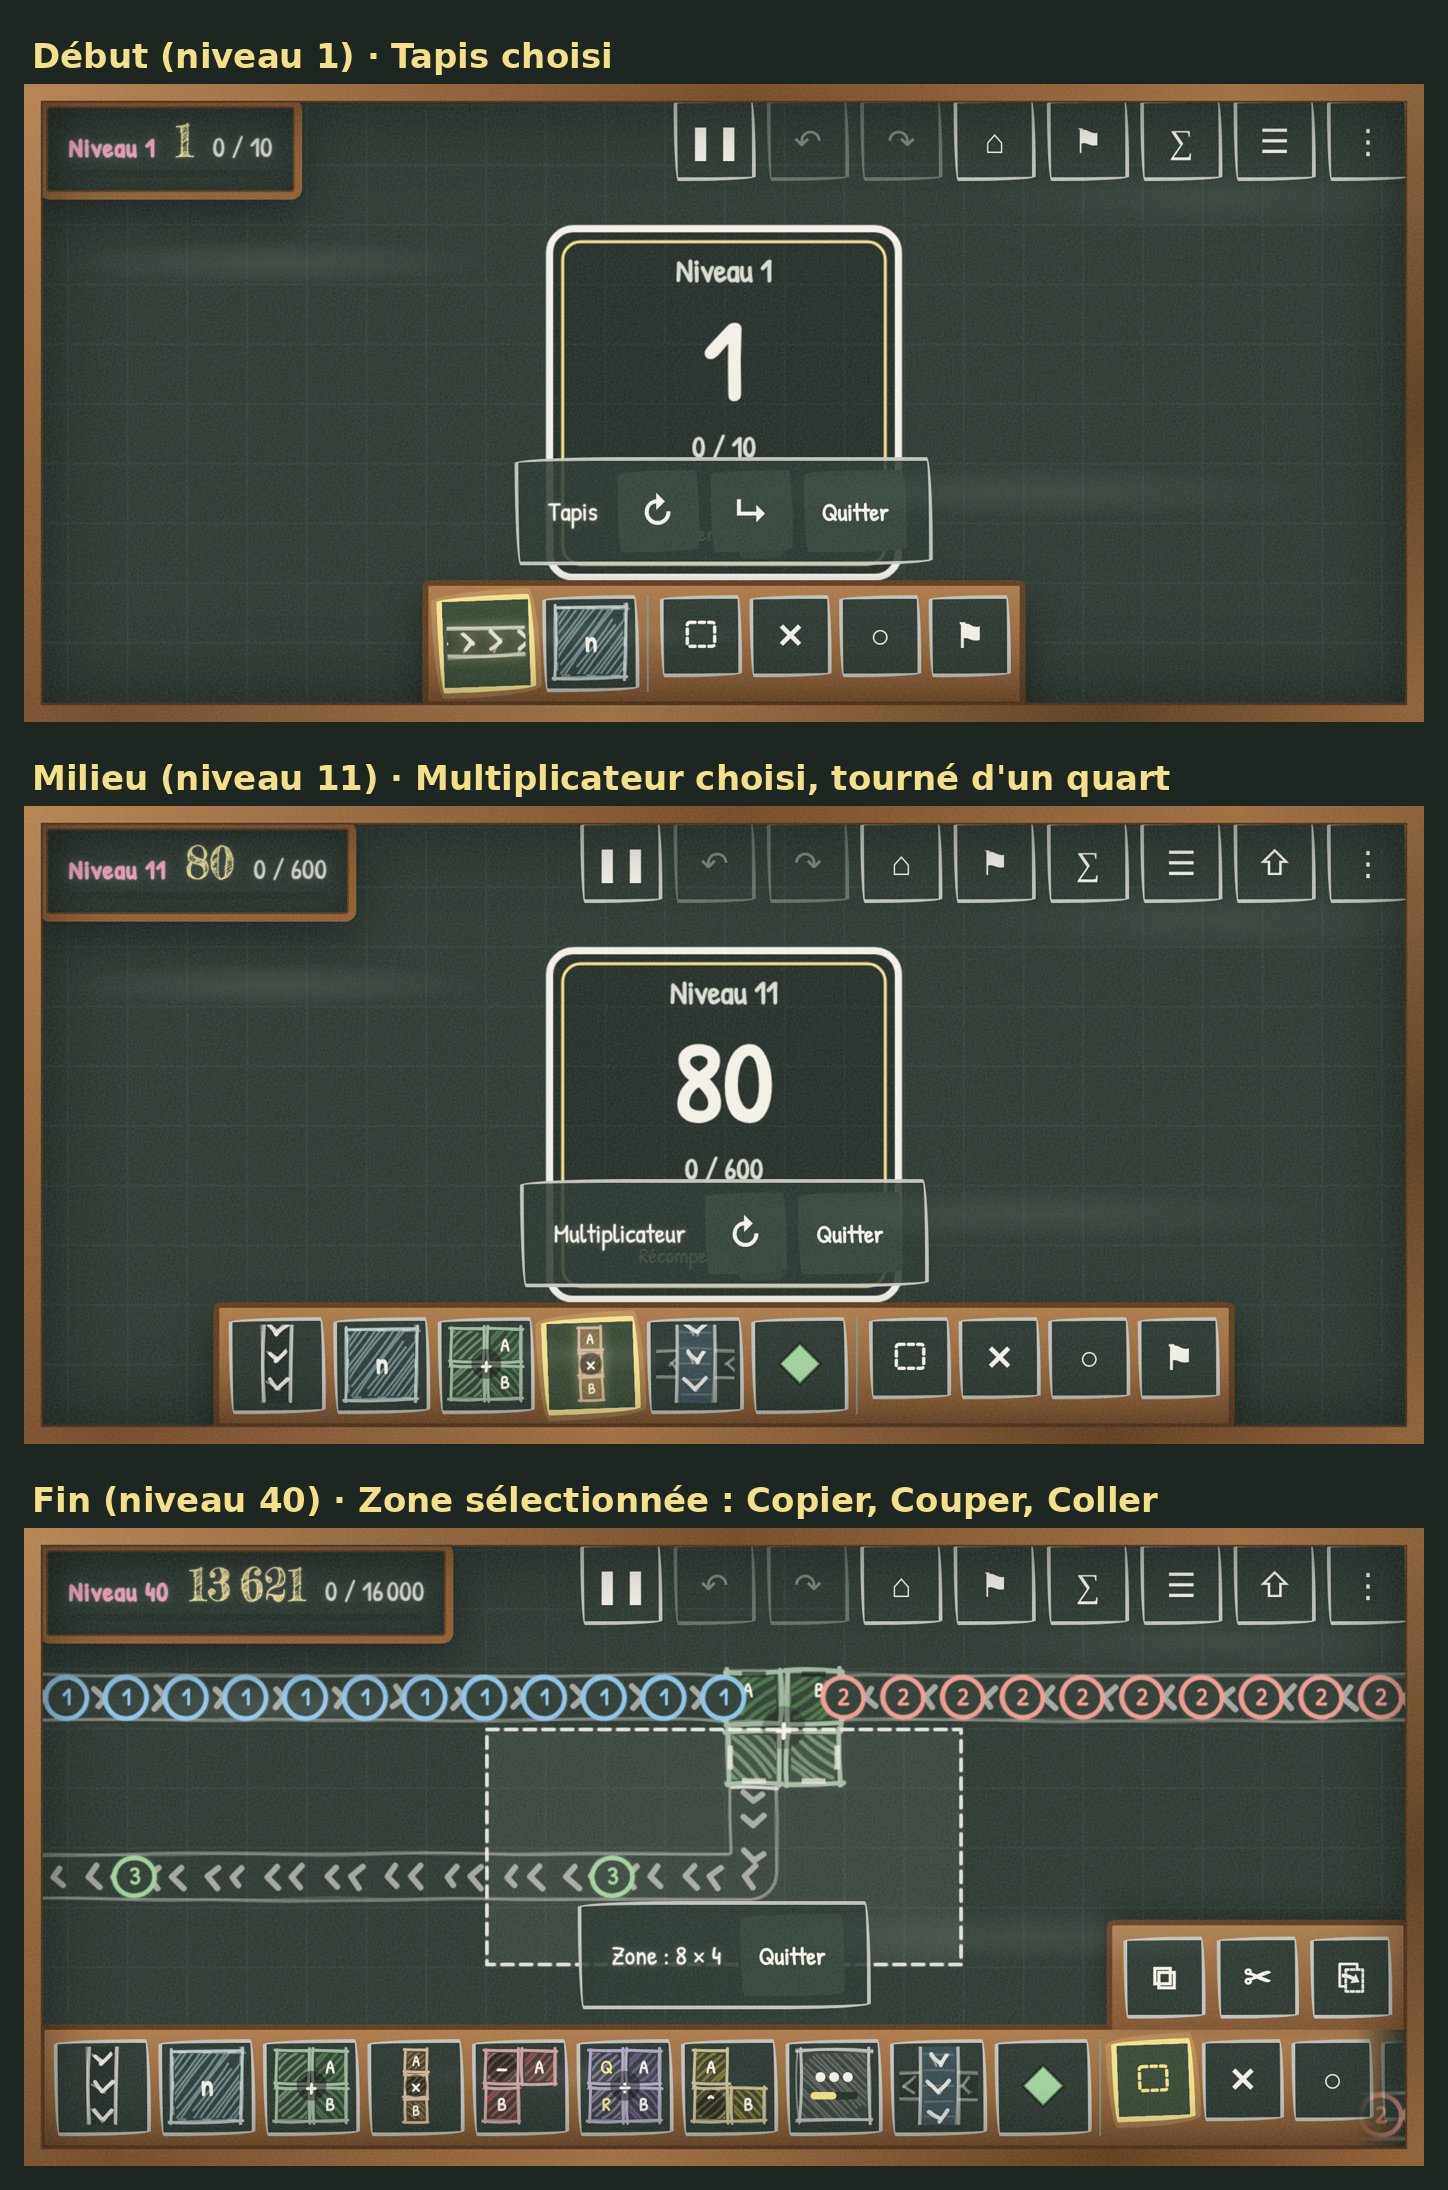 Début (niveau 1) · Tapis choisi
Niveau 1 1 0 / 10
Niveau 1
1
0 / 10
Tapis Quitter
n
Milieu (niveau 11) · Multiplicateur choisi, tourné d'un quart
Niveau 11 80 0 / 600
Niveau 11
80
0 / 600
Multiplicateur Quitter
Récompe
n + A B A × B
Fin (niveau 40) · Zone sélectionnée : Copier, Couper, Coller
Niveau 40 13 621 0 / 16 000
1 1 1 1 1 1 1 1 1 1 1 1 A B 2 2 2 2 2 2 2 2 2 2
+
3 3
Zone : 8 × 4 Quitter
n + A B A × B − A B Q A ÷ R B A ^ B
2